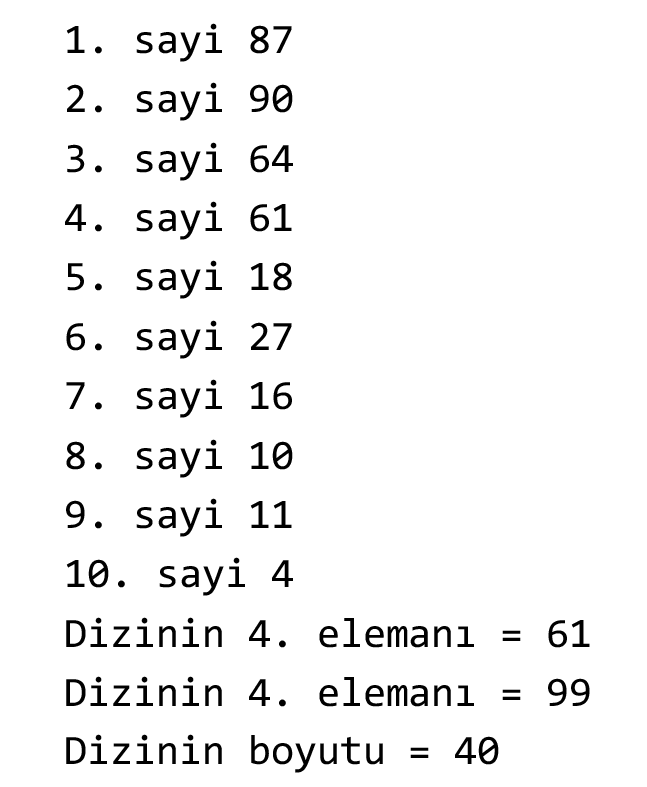 1. sayi 87
2. sayi 90
3. sayi 64
4. sayi 61
5. sayi 18
6. sayi 27
7. sayi 16
8. sayi 10
9. sayi 11
10. sayi 4
Dizinin 4. elemanı = 61
Dizinin 4. elemanı = 99
Dizinin boyutu = 40